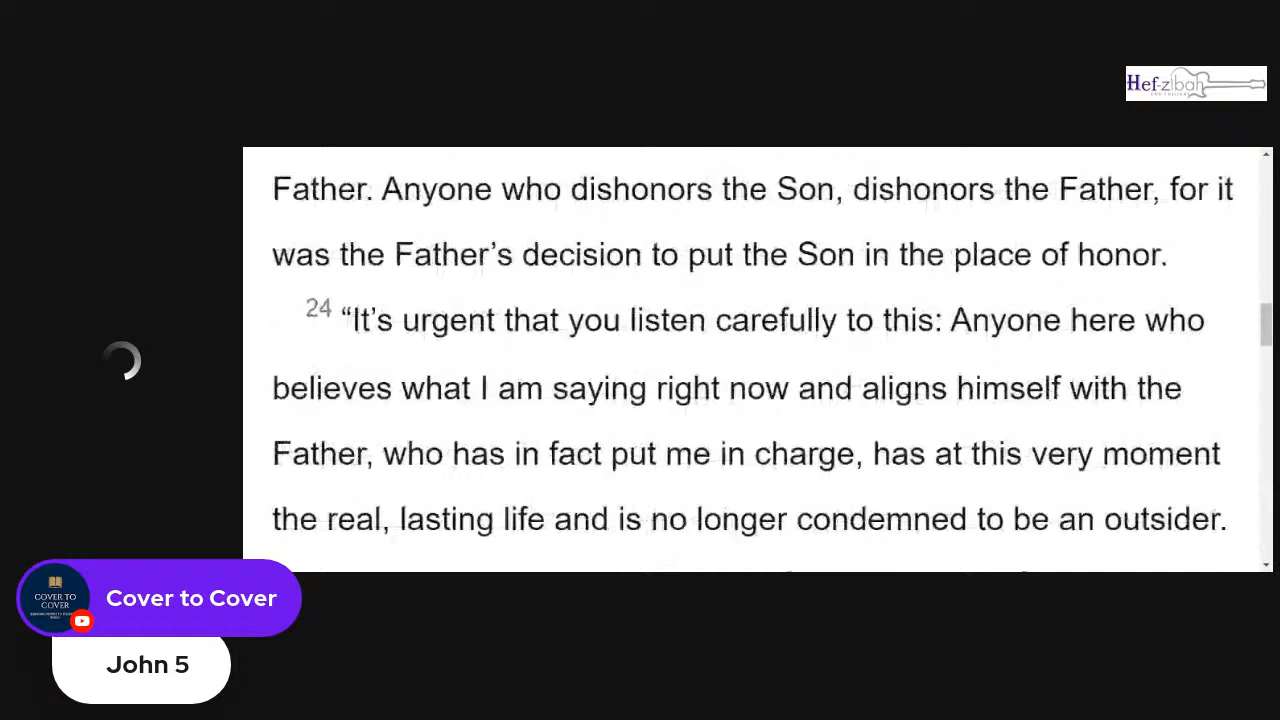 Hef-zibah
Father. Anyone who dishonors the Son, dishonors the Father, for it
was the Father’s decision to put the Son in the place of honor.
24 “It’s urgent that you listen carefully to this: Anyone here who
believes what I am saying right now and aligns himself with the
Father, who has in fact put me in charge, has at this very moment
the real, lasting life and is no longer condemned to be an outsider.
COVER TO
COVER
Cover to Cover
John 5